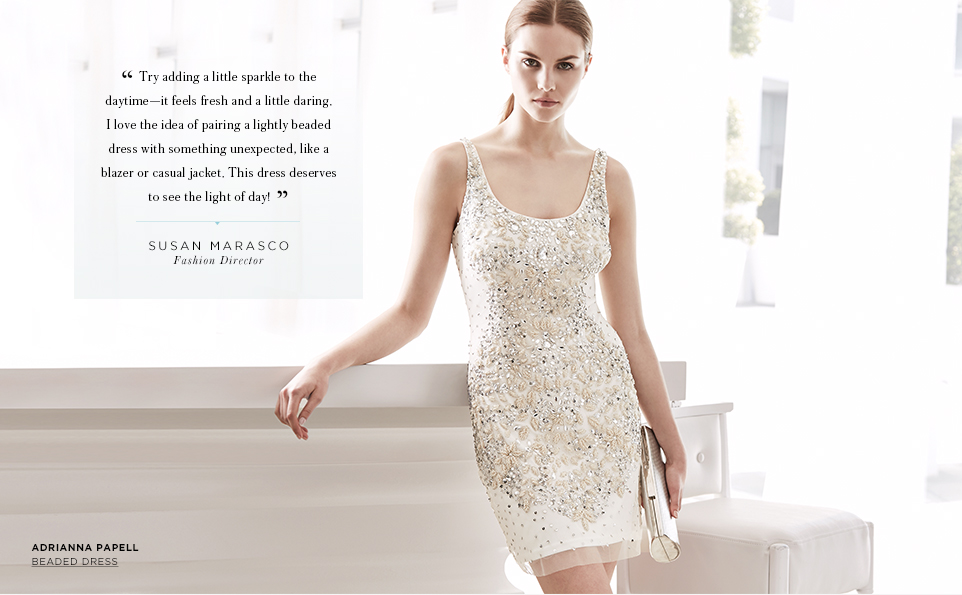 “ Try adding a little sparkle to the
daytime—it feels fresh and a little daring.
I love the idea of pairing a lightly beaded
dress with something unexpected, like a
blazer or casual jacket. This dress deserves
to see the light of day! ”
SUSAN MARASCO
Fashion Director
ADRIANNA PAPELL
BEADED DRESS